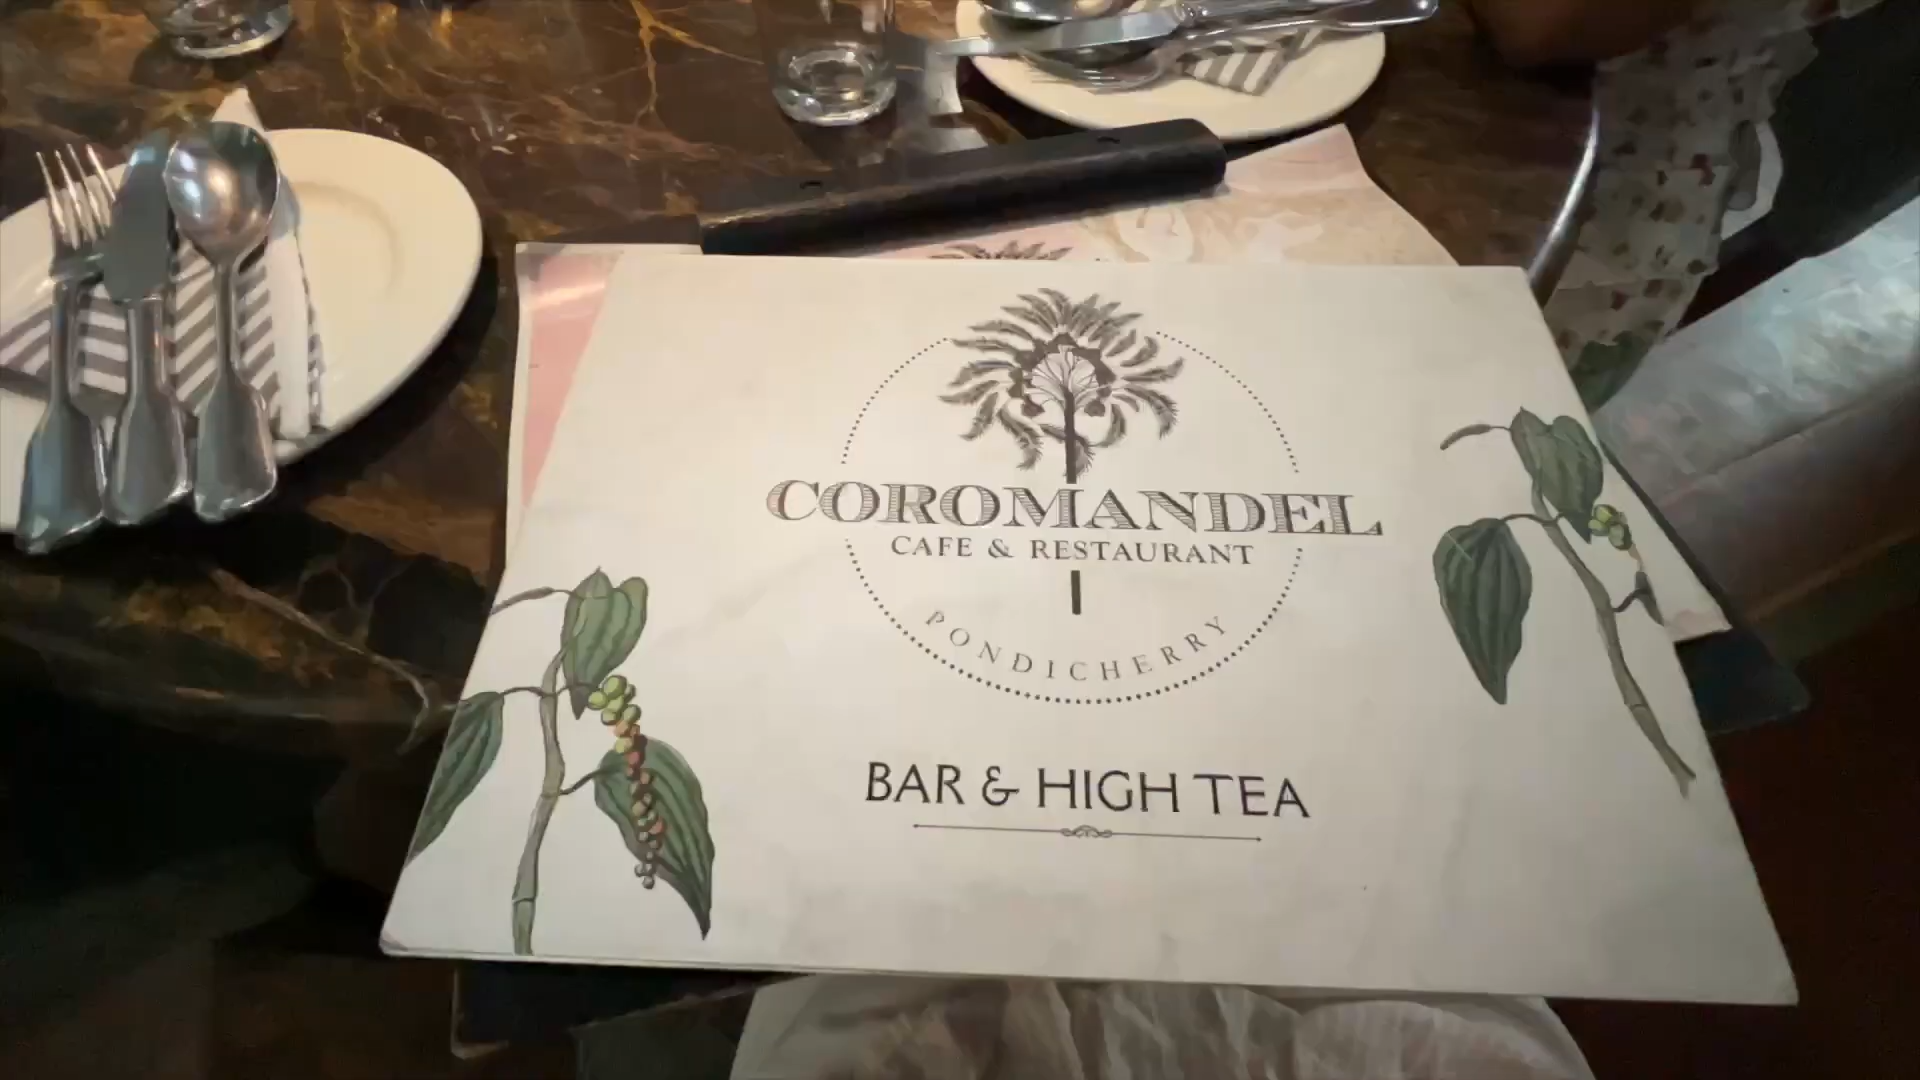 COROMANDEL
CAFE & RESTAURANT
PONDICHERRY
BAR & HIGH TEA